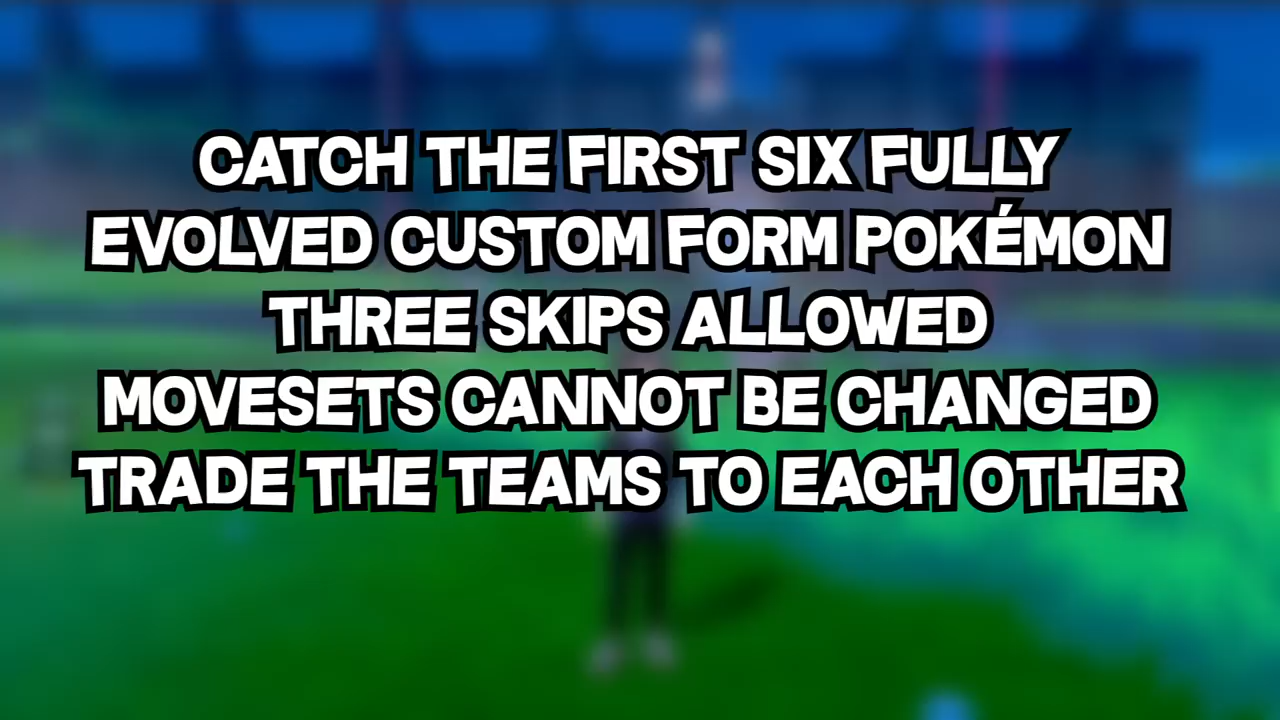 CATCH THE FIRST SIX FULLY
EVOLVED CUSTOM FORM POKÉMON
THREE SKIPS ALLOWED
MOVESETS CANNOT BE CHANGED
TRADE THE TEAMS TO EACH OTHER